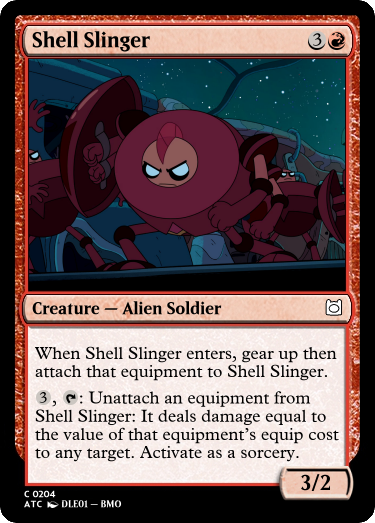 Shell Slinger 3
Creature — Alien Soldier
When Shell Slinger enters, gear up then
attach that equipment to Shell Slinger.
3, : Unattach an equipment from
Shell Slinger: It deals damage equal to
the value of that equipment's equip cost
to any target. Activate as a sorcery.
3/2
C 0204
ATC DLE01 — BMO